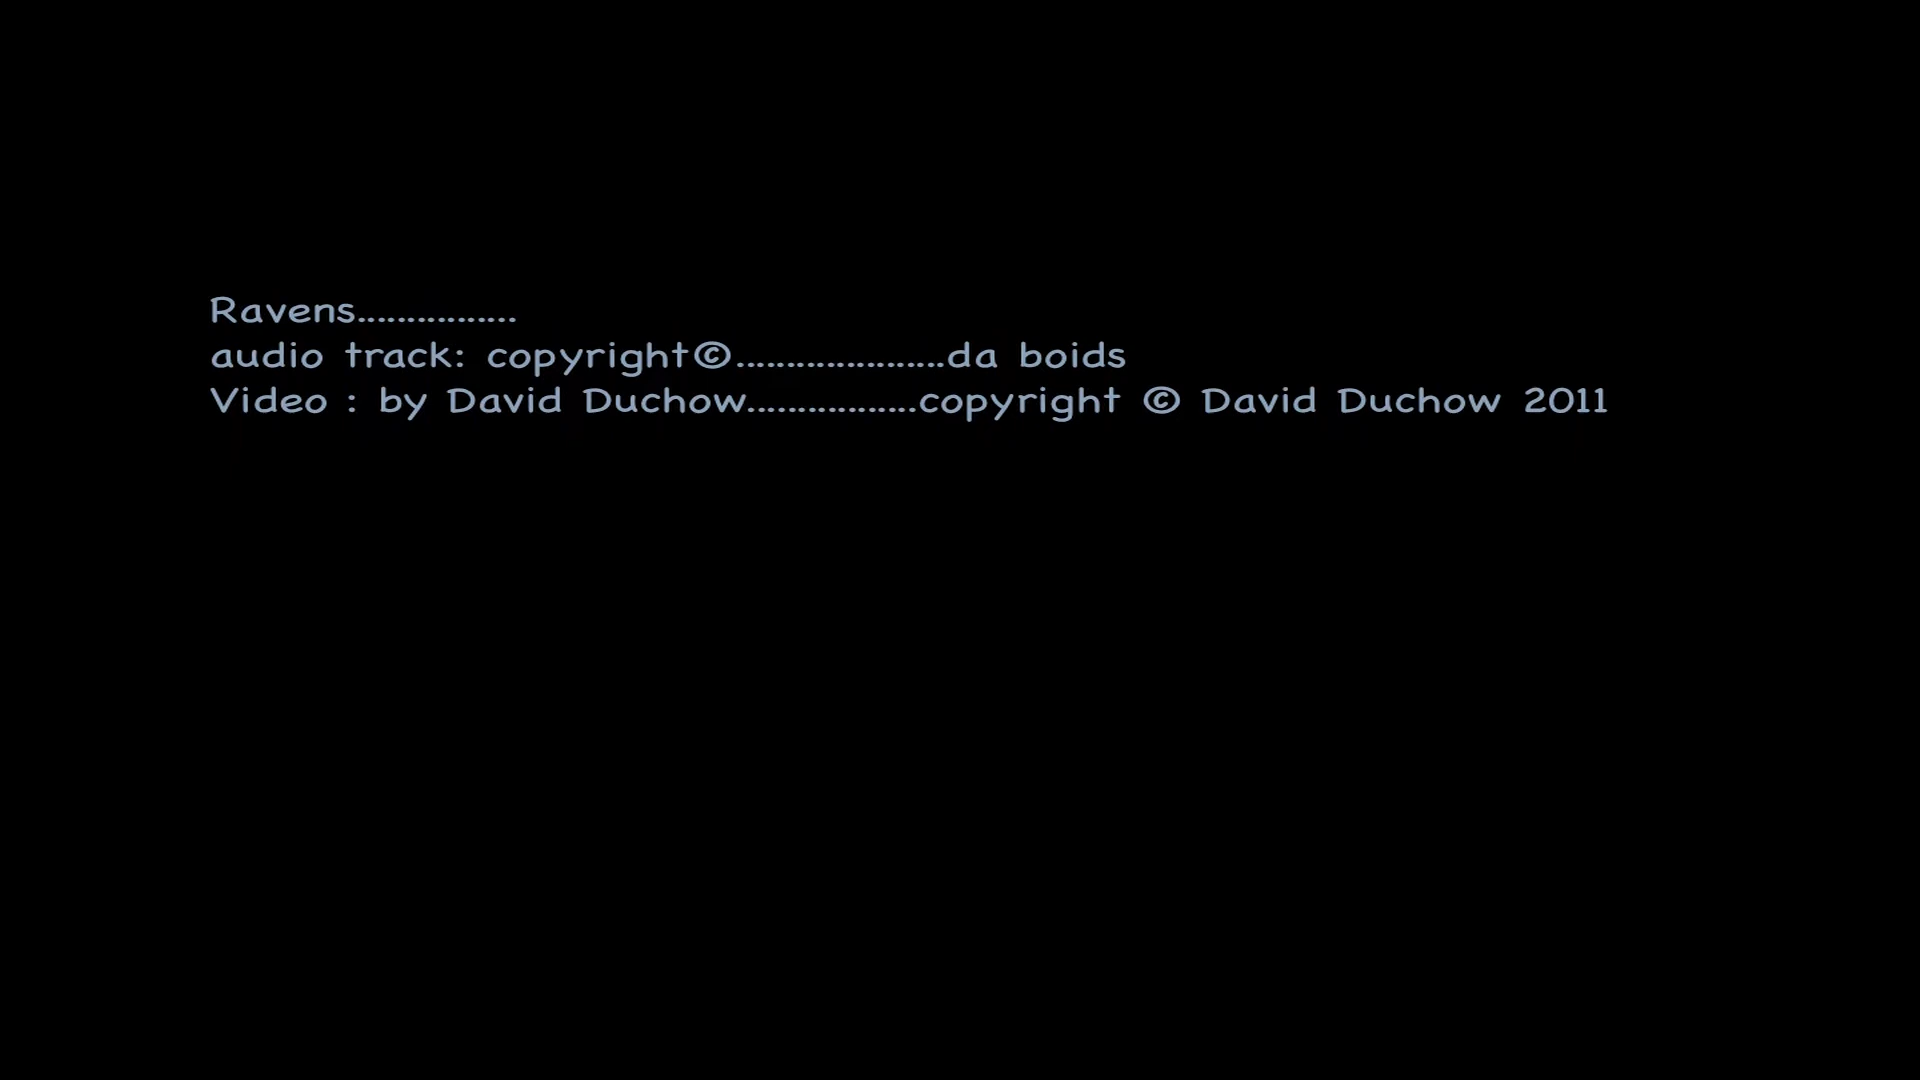 Ravens................
audio track: copyright©.....................da boids
Video : by David Duchow.................copyright © David Duchow 2011